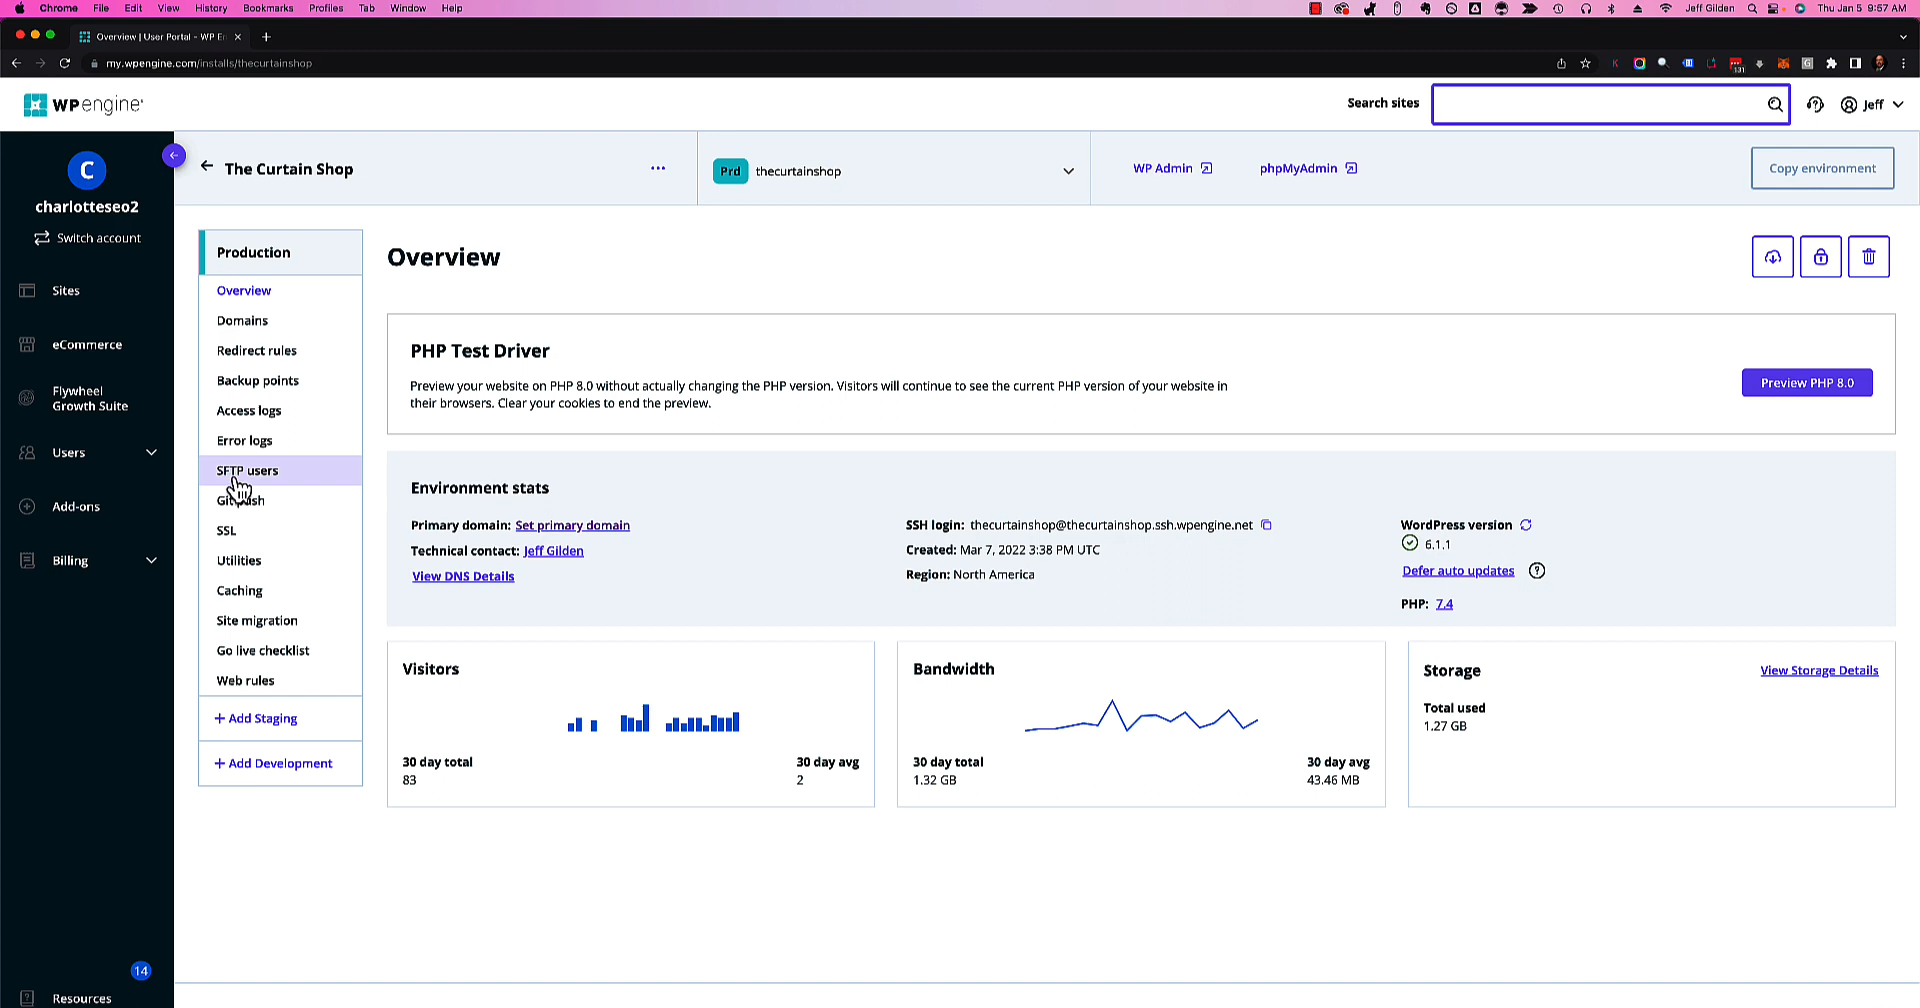 Chrome File Edit View History Bookmarks Profiles Tab Window Help
Jeff Gilden Thu Jan 5 9:57 AM
Overview | User Portal - WP En
my.wpengine.com/installs/thecurtainshop
131
WPengine
Search sites
Jeff
C
charlotteseo2
Switch account
Sites
eCommerce
Flywheel
Growth Suite
Users
Add-ons
Billing
14
Resources
The Curtain Shop
Prd thecurtainshop
WP Admin
phpMyAdmin
Copy environment
Production
Overview
Domains
Redirect rules
Backup points
Access logs
Error logs
SFTP users
SSL
Utilities
Caching
Site migration
Go live checklist
Web rules
+ Add Staging
+ Add Development
Overview
PHP Test Driver
Preview your website on PHP 8.0 without actually changing the PHP version. Visitors will continue to see the current PHP version of your website in
their browsers. Clear your cookies to end the preview.
Preview PHP 8.0
Environment stats
Primary domain: Set primary domain
Technical contact: Jeff Gilden
View DNS Details
SSH login: thecurtainshop@thecurtainshop.ssh.wpengine.net
Created: Mar 7, 2022 3:38 PM UTC
Region: North America
WordPress version
6.1.1
Defer auto updates
PHP: 7.4
Visitors
30 day total
83
30 day avg
2
Bandwidth
30 day total
1.32 GB
30 day avg
43.46 MB
Storage
View Storage Details
Total used
1.27 GB